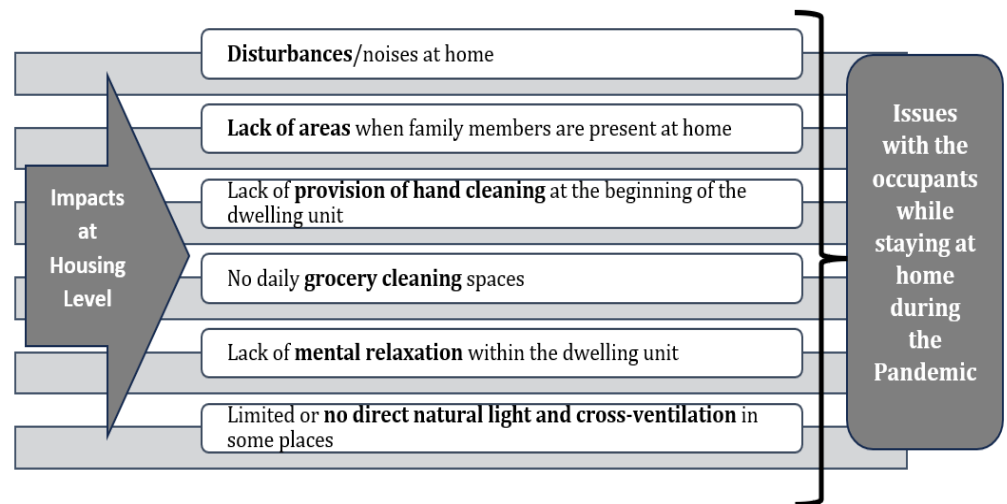 Impacts
at
Housing
Level
Disturbances/noises at home
Lack of areas when family members are present at home
Lack of provision of hand cleaning at the beginning of the
dwelling unit
No daily grocery cleaning spaces
Lack of mental relaxation within the dwelling unit
Limited or no direct natural light and cross-ventilation in
some places
Issues
with the
occupants
while
staying at
home
during
the
Pandemic